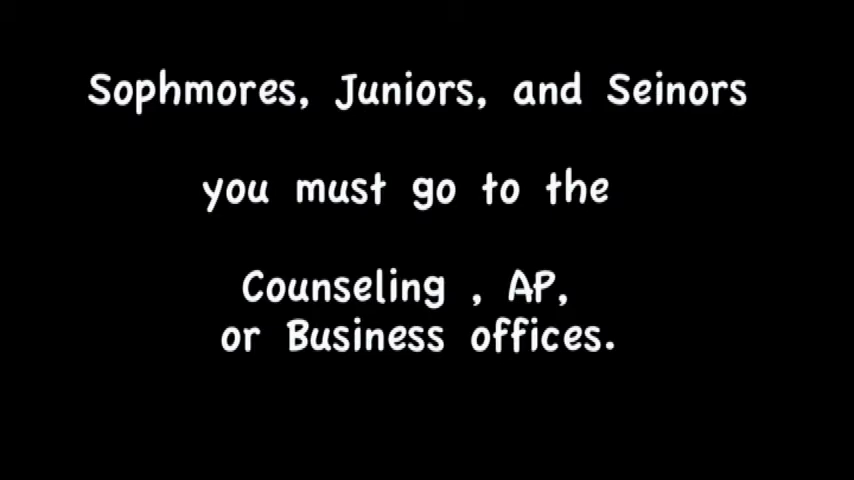 Sophmores, Juniors, and Seinors
you must go to the
Counseling , AP,
or Business offices.